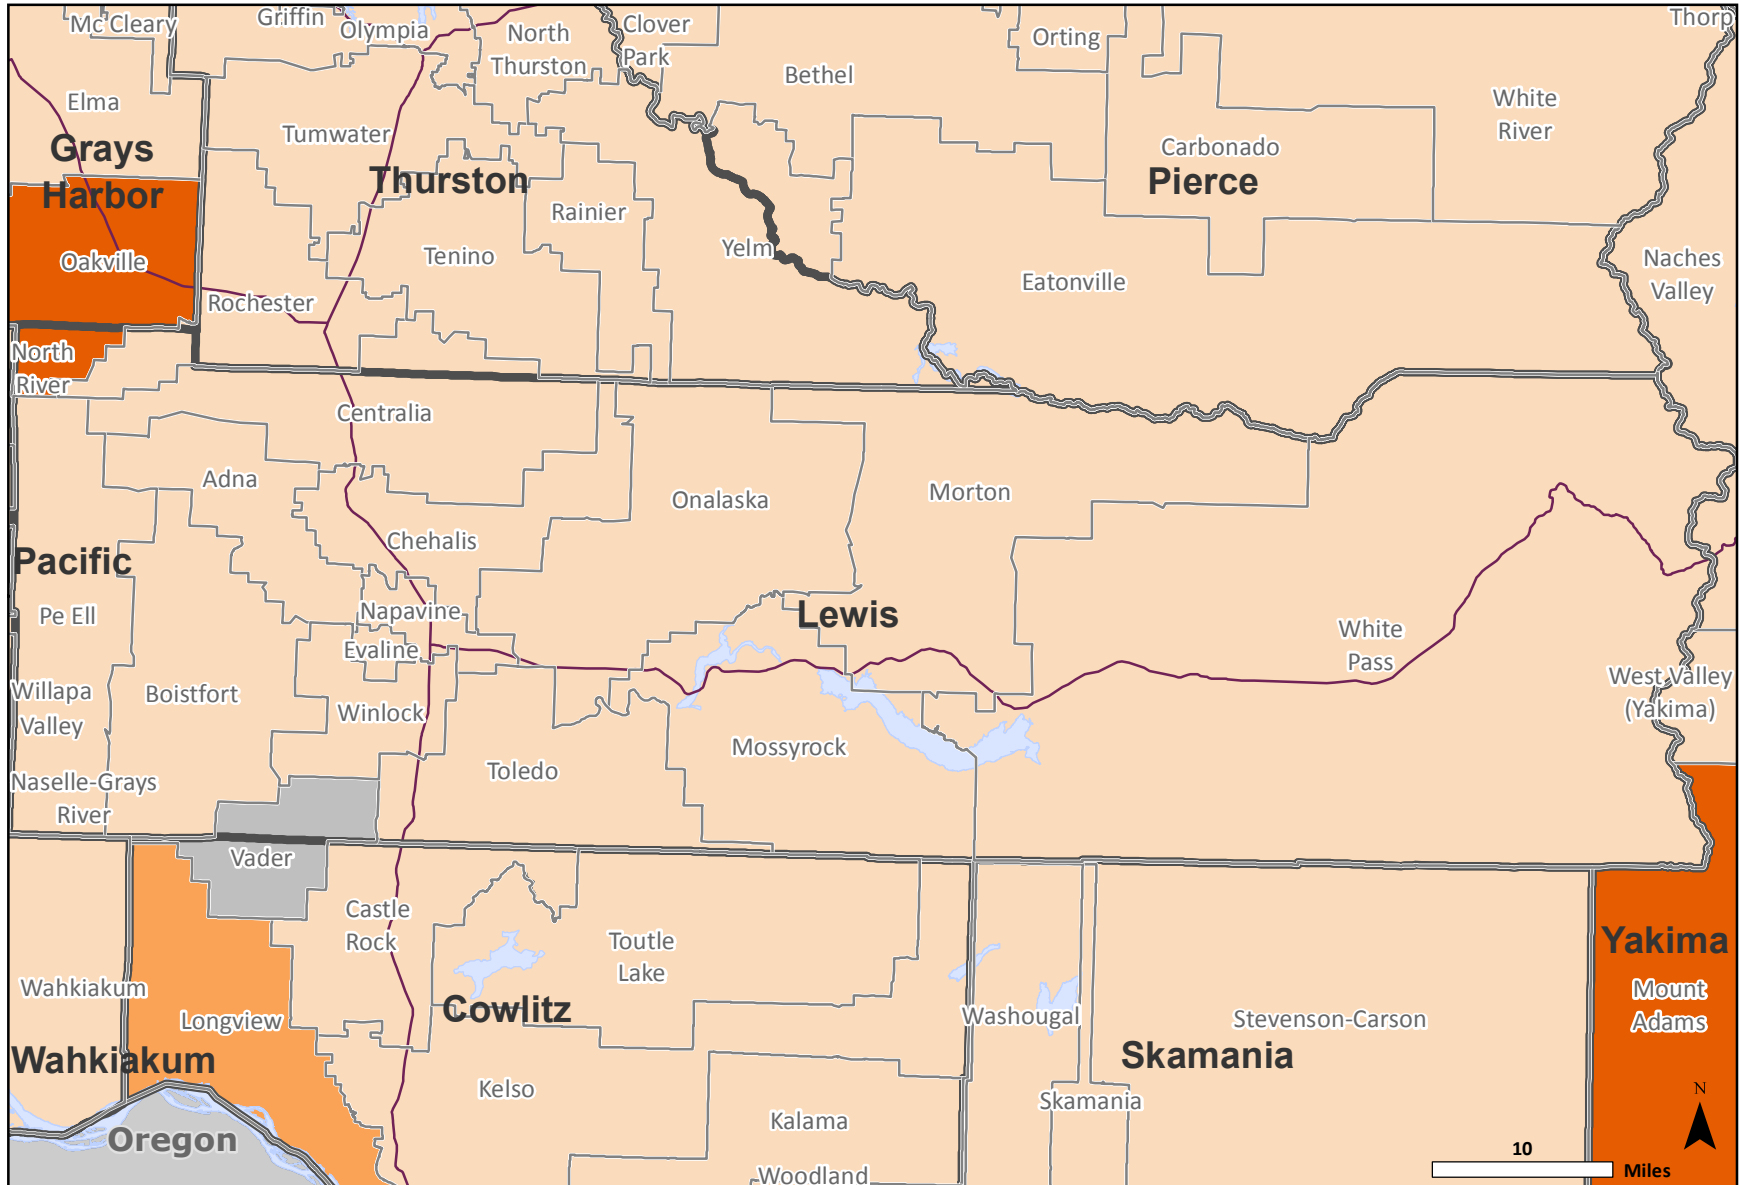 Mc Cleary
Griffin
Olympia
North
Thurston
Clover
Park
Orting
Bethel
Thorp
Elma
White
River
Tumwater
Carbonado
Grays
Harbor
Thurston
Pierce
Rainier
Yelm
Tenino
Oakville
Eatonville
Naches
Valley
Rochester
North
River
Centralia
Adna
Onalaska
Morton
Chehalis
Pacific
Pe Ell
Napavine
Lewis
White
Pass
Evaline
Willapa
Valley
Boistfort
Winlock
West Valley
(Yakima)
Mossyrock
Toledo
Naselle-Grays
River
Vader
Castle
Rock
Toutle
Lake
Yakima
Mount
Adams
Wahkiakum
Longview
Cowlitz
Washougal
Stevenson-Carson
Wahkiakum
Skamania
Kelso
Skamania
Kalama
Oregon
Woodland
N
10
Miles